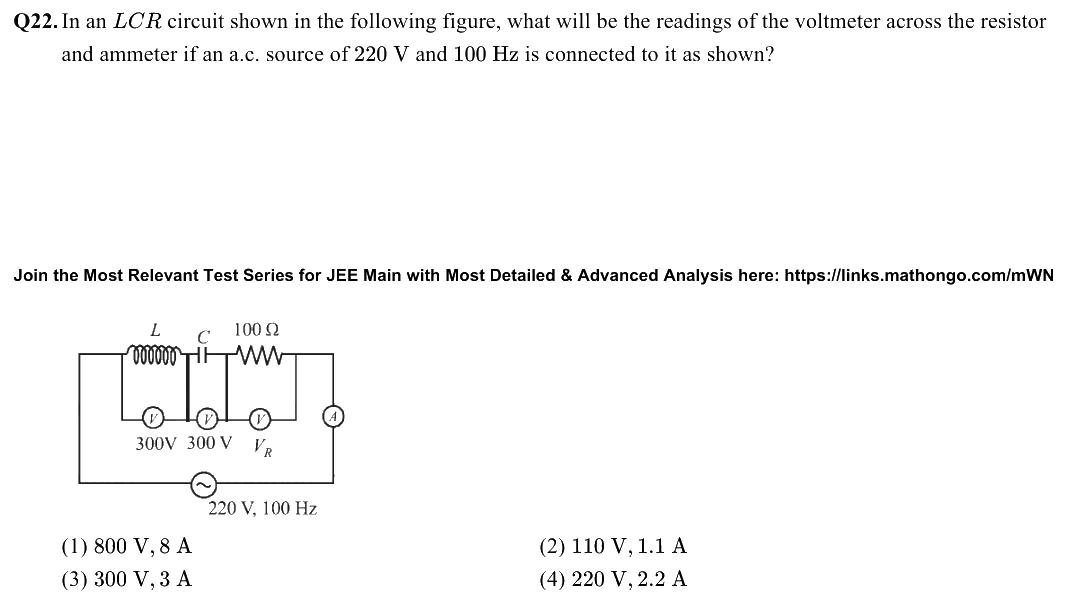 Q22. In an LCR circuit shown in the following figure, what will be the readings of the voltmeter across the resistor
and ammeter if an a.c. source of 220 V and 100 Hz is connected to it as shown?
Join the Most Relevant Test Series for JEE Main with Most Detailed & Advanced Analysis here: https://links.mathongo.com/mWN
L C 100 Ω
V V V A
300V 300 V V_R
220 V, 100 Hz
(1) 800 V, 8 A (2) 110 V, 1.1 A
(3) 300 V, 3 A (4) 220 V, 2.2 A